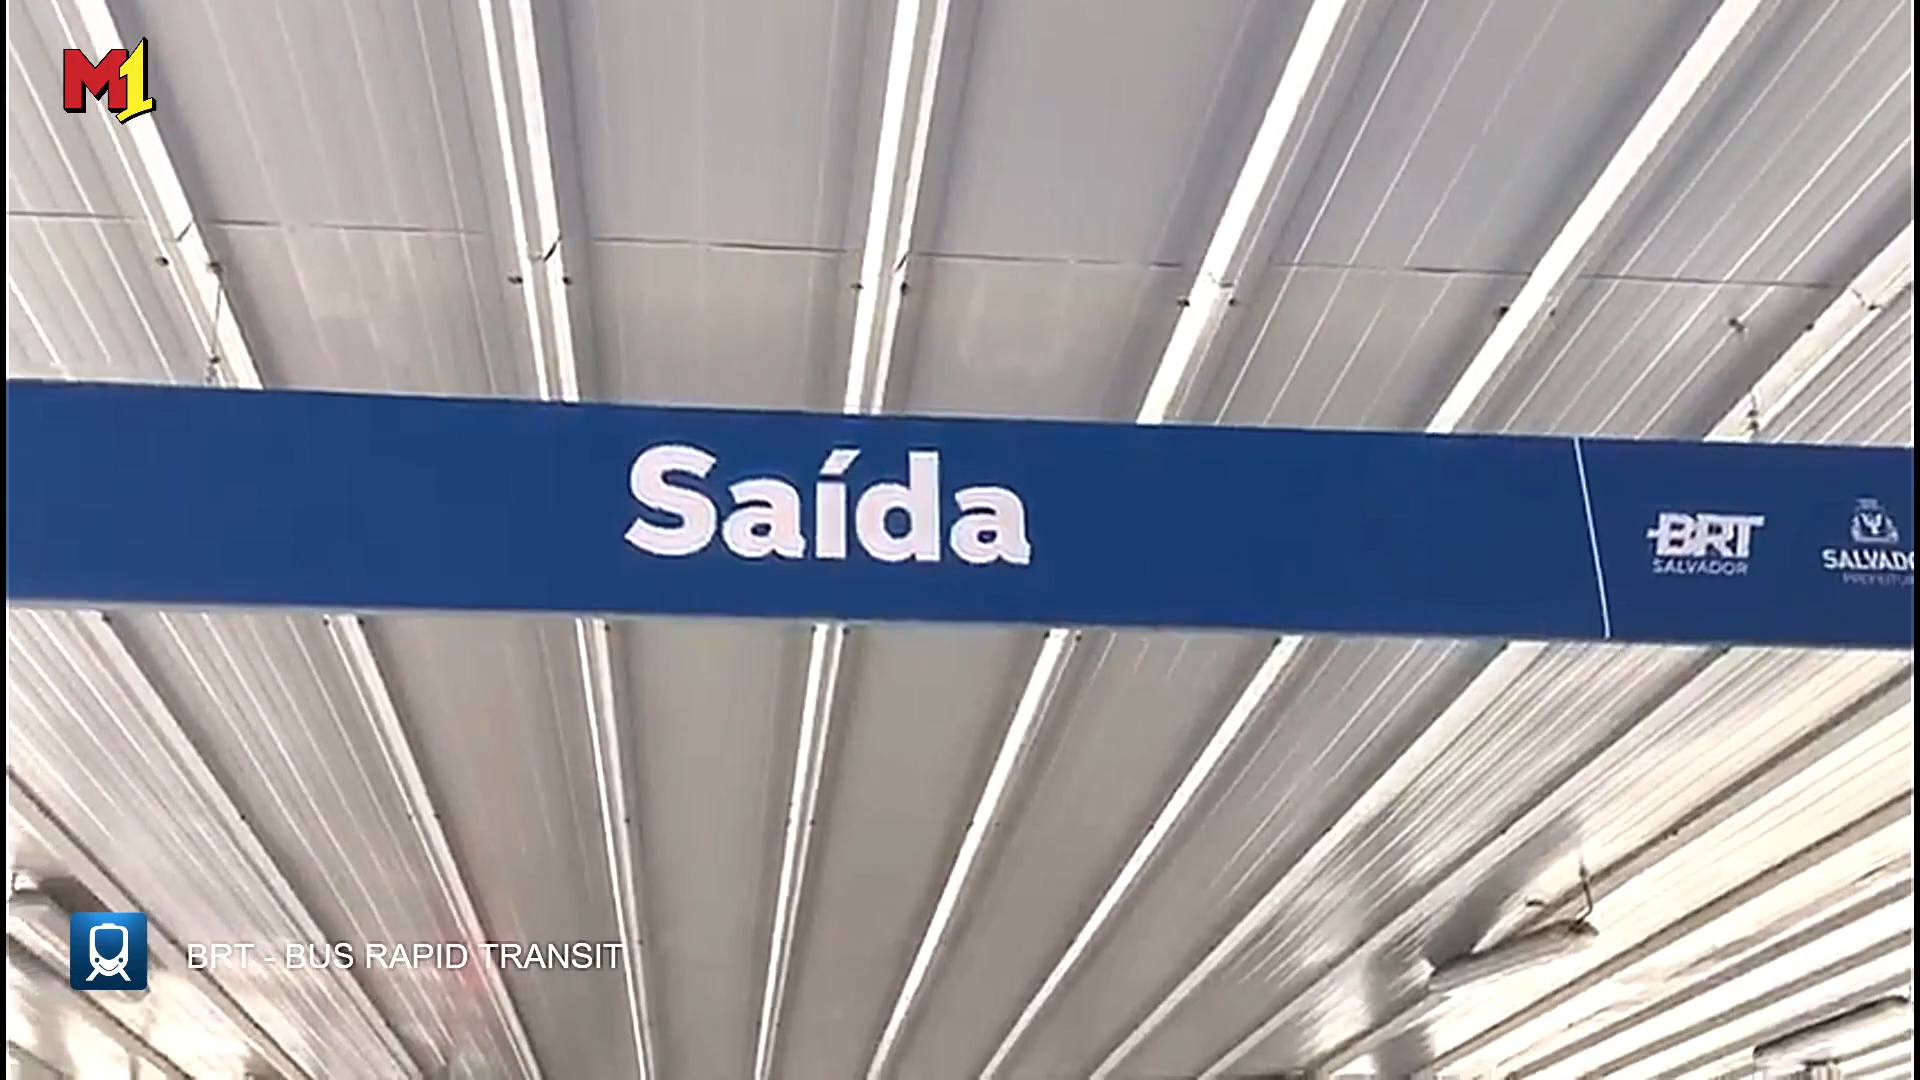 M1
Saída
BRT
SALVADOR
BRT - BUS RAPID TRANSIT